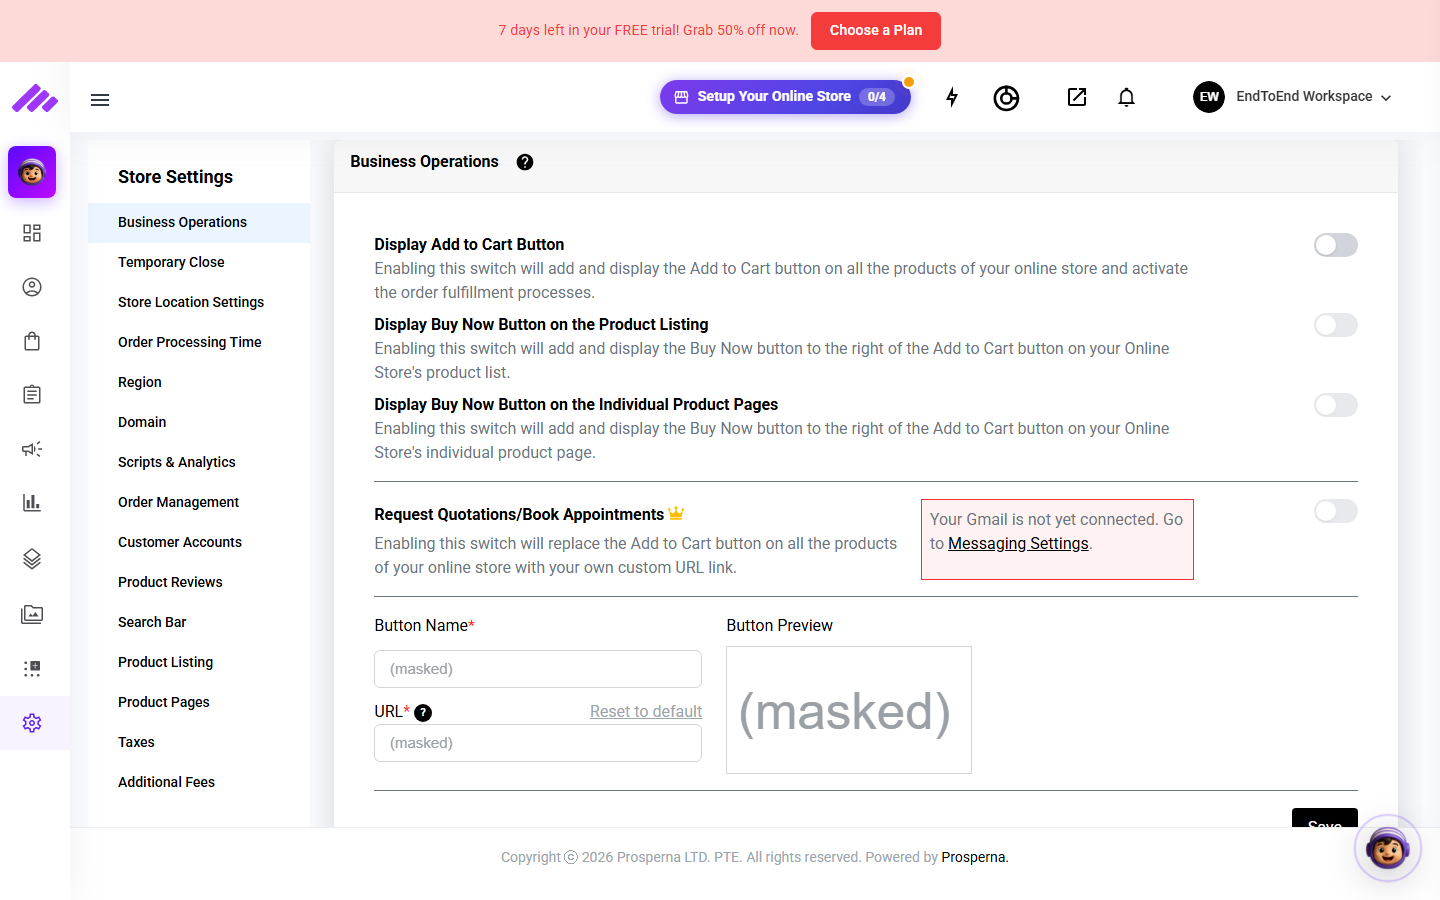 7 days left in your FREE trial! Grab 50% off now.
Choose a Plan
Setup Your Online Store 0/4
EW
EndToEnd Workspace
Store Settings
Business Operations
Temporary Close
Store Location Settings
Order Processing Time
Region
Domain
Scripts & Analytics
Order Management
Customer Accounts
Product Reviews
Search Bar
Product Listing
Product Pages
Taxes
Additional Fees
Business Operations ?
Display Add to Cart Button
Enabling this switch will add and display the Add to Cart button on all the products of your online store and activate
the order fulfillment processes.
Display Buy Now Button on the Product Listing
Enabling this switch will add and display the Buy Now button to the right of the Add to Cart button on your Online
Store's product list.
Display Buy Now Button on the Individual Product Pages
Enabling this switch will add and display the Buy Now button to the right of the Add to Cart button on your Online
Store's individual product page.
Request Quotations/Book Appointments
Enabling this switch will replace the Add to Cart button on all the products
of your online store with your own custom URL link.
Your Gmail is not yet connected. Go
to Messaging Settings.
Button Name*
(masked)
URL* ?
Reset to default
(masked)
Button Preview
(masked)
Save
Copyright © 2026 Prosperna LTD. PTE. All rights reserved. Powered by Prosperna.